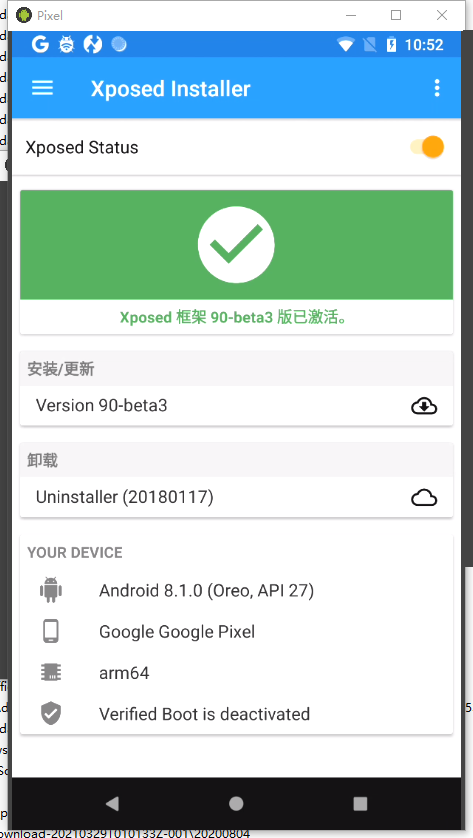 Pixel
10:52
Xposed Installer
Xposed Status
Xposed 框架 90-beta3 版已激活。
安装/更新
Version 90-beta3
卸载
Uninstaller (20180117)
YOUR DEVICE
Android 8.1.0 (Oreo, API 27)
Google Google Pixel
arm64
Verified Boot is deactivated
ownload-20210329T010133Z-001\20200804